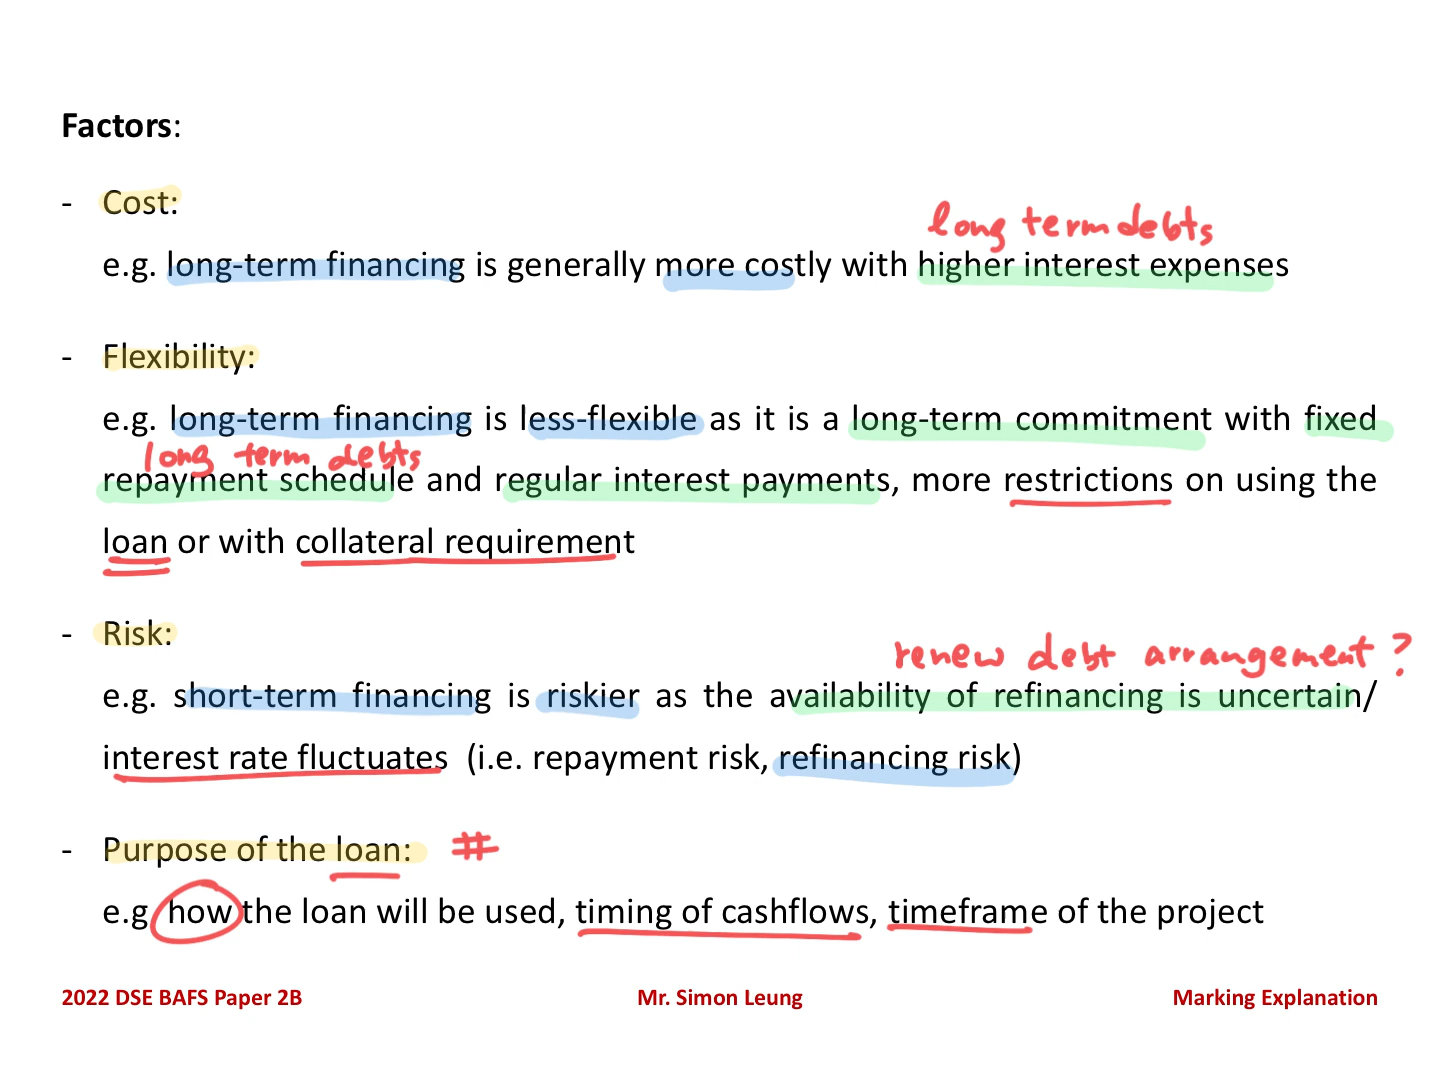 Factors:
- Cost:
long term debts
e.g. long-term financing is generally more costly with higher interest expenses
- Flexibility:
e.g. long-term financing is less-flexible as it is a long-term commitment with fixed
long term debts
repayment schedule and regular interest payments, more restrictions on using the
loan or with collateral requirement
- Risk:
renew debt arrangement ?
e.g. short-term financing is riskier as the availability of refinancing is uncertain/
interest rate fluctuates (i.e. repayment risk, refinancing risk)
- Purpose of the loan: #
e.g how the loan will be used, timing of cashflows, timeframe of the project
2022 DSE BAFS Paper 2B Mr. Simon Leung Marking Explanation